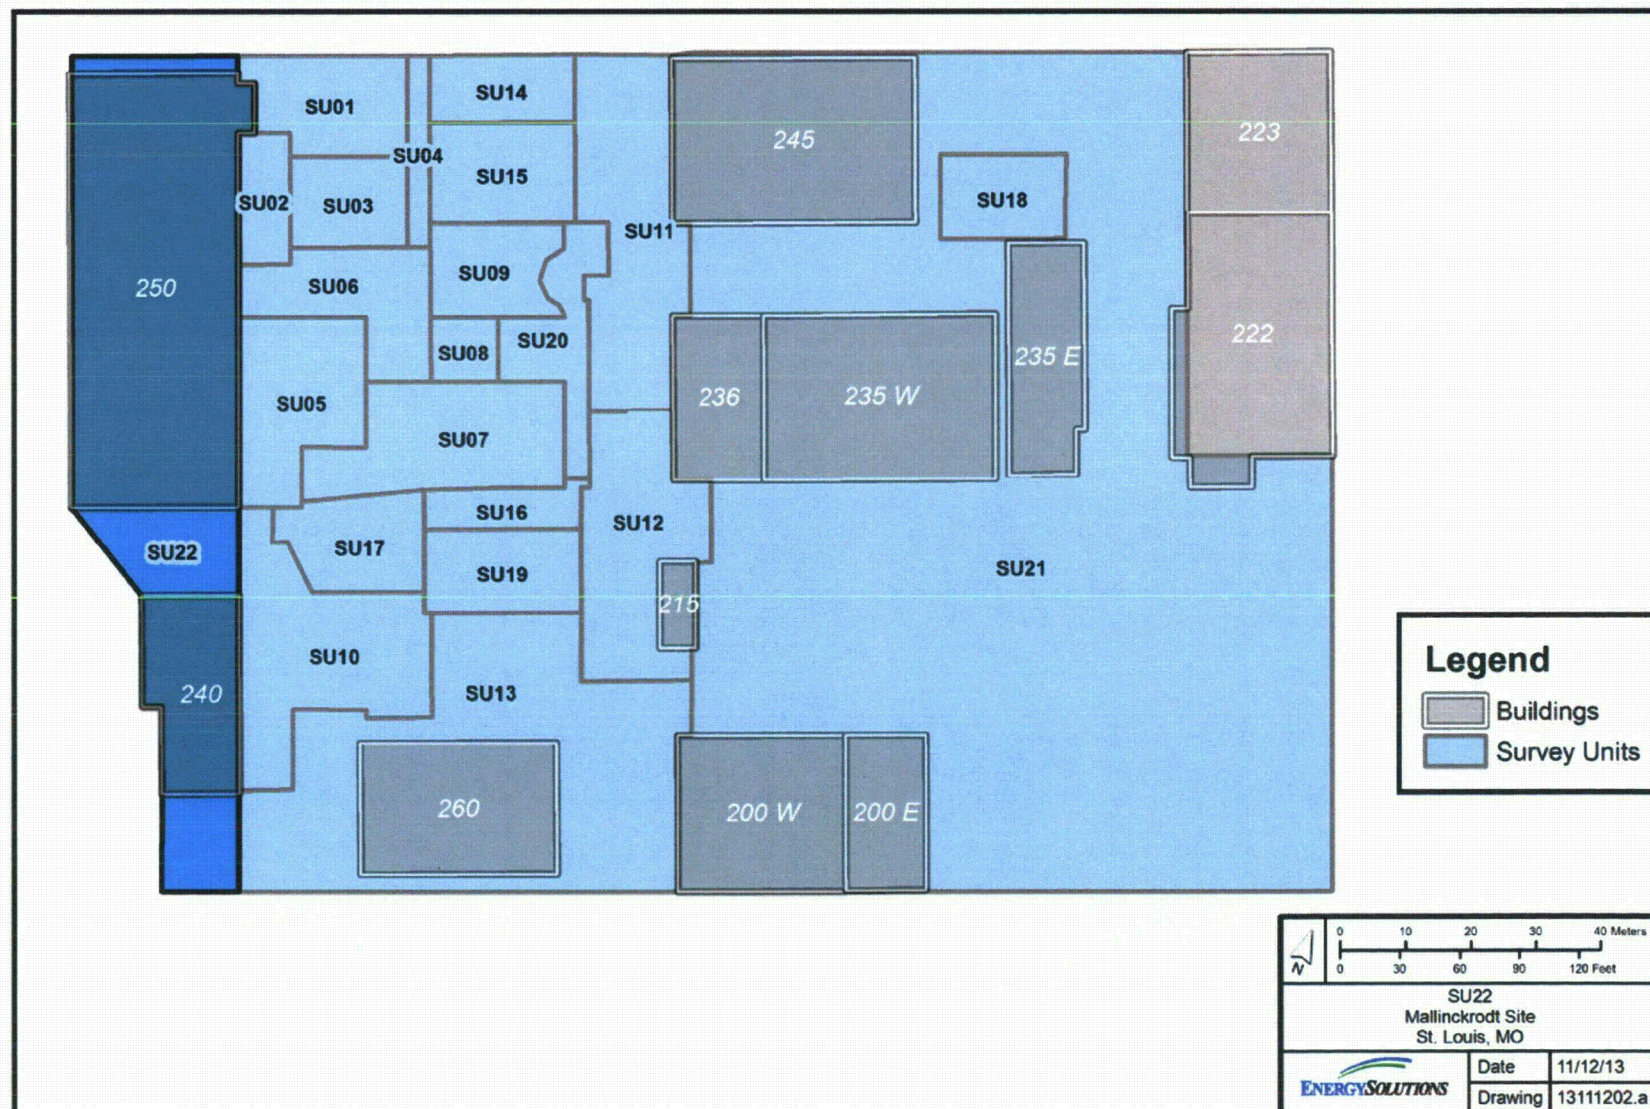 SU01
SU14
245
223
SU04
SU15
SU02
SU03
SU18
SU11
SU09
250
SU06
222
SU08
SU20
235 E
236
235 W
SU05
SU07
SU16
SU12
SU17
SU22
SU19
SU21
215
SU10
240
SU13
260
200 W
200 E
Legend
Buildings
Survey Units
N
0 10 20 30 40 Meters
0 30 60 90 120 Feet
SU22
Mallinckrodt Site
St. Louis, MO
ENERGYSOLUTIONS
Date 11/12/13
Drawing 13111202.a